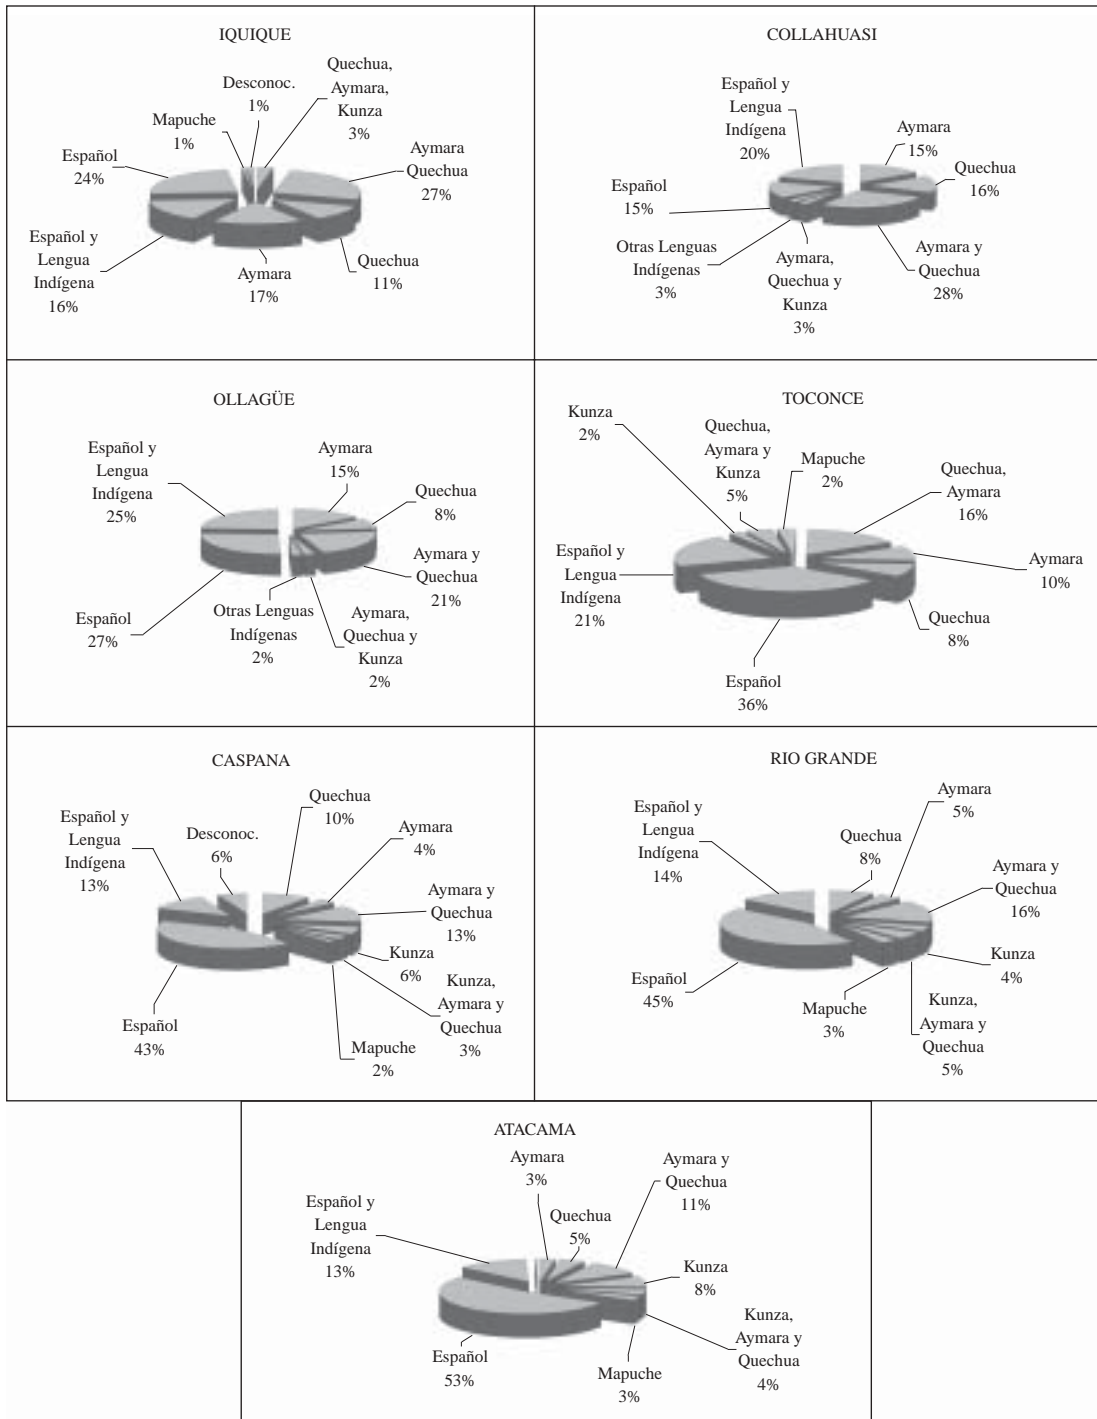 IQUIQUE
Desconoc.
1%
Quechua,
Aymara,
Kunza
3%
Mapuche
1%
Español
24%
Aymara
Quechua
27%
Español y
Lengua
Indígena
16%
Aymara
17%
Quechua
11%
COLLAHUASI
Español y
Lengua
Indígena
20%
Aymara
15%
Quechua
16%
Español
15%
Otras Lenguas
Indígenas
3%
Aymara,
Quechua y
Kunza
3%
Aymara y
Quechua
28%
OLLAGÜE
Español y
Lengua
Indígena
25%
Aymara
15%
Quechua
8%
Aymara y
Quechua
21%
Español
27%
Otras Lenguas
Indígenas
2%
Aymara,
Quechua y
Kunza
2%
TOCONCE
Kunza
2%
Quechua,
Aymara y
Kunza
5%
Mapuche
2%
Quechua,
Aymara
16%
Español y
Lengua
Indígena
21%
Aymara
10%
Quechua
8%
Español
36%
CASPANA
Español y
Lengua
Indígena
13%
Desconoc.
6%
Quechua
10%
Aymara
4%
Aymara y
Quechua
13%
Kunza
6%
Kunza,
Aymara y
Quechua
3%
Español
43%
Mapuche
2%
RIO GRANDE
Español y
Lengua
Indígena
14%
Quechua
8%
Aymara
5%
Aymara y
Quechua
16%
Kunza
4%
Español
45%
Mapuche
3%
Kunza,
Aymara y
Quechua
5%
ATACAMA
Aymara
3%
Aymara y
Quechua
11%
Español y
Lengua
Indígena
13%
Quechua
5%
Kunza
8%
Kunza,
Aymara y
Quechua
4%
Español
53%
Mapuche
3%